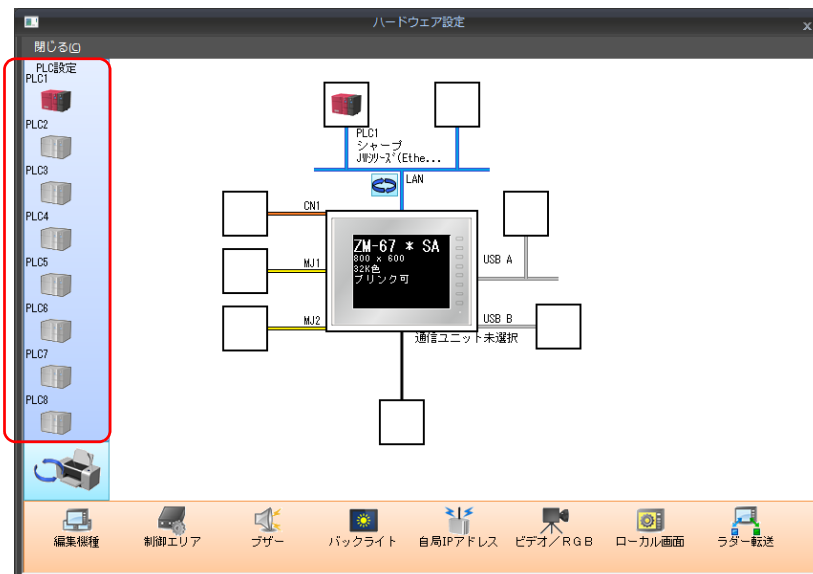 ハードウェア設定
x
閉じる(C)
PLC設定
PLC1
PLC2
PLC3
PLC4
PLC5
PLC6
PLC7
PLC8
PLC1
シャープ
JWｼﾘｰｽﾞ(Ethe...
LAN
CN1
MJ1
MJ2
ZM-67 * SA
800 x 600
32K色
ブリンク可
USB A
USB B
通信ユニット未選択
編集機種
制御エリア
ブザー
バックライト
自局IPアドレス
ビデオ／RGB
ローカル画面
ラダー転送